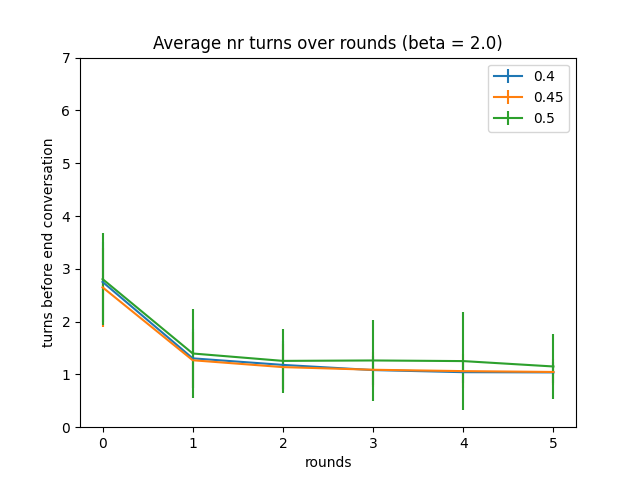 Average nr turns over rounds (beta = 2.0)
7
6
5
4
3
2
1
0
turns before end conversation
0.4
0.45
0.5
0 1 2 3 4 5
rounds